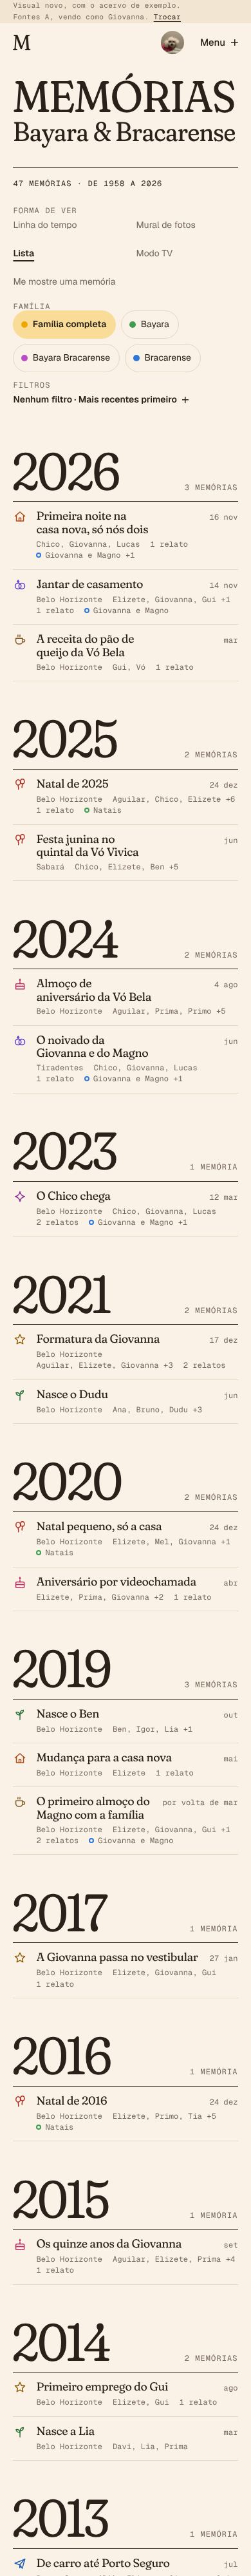 Visual novo, com o acervo de exemplo.
Fontes A, vendo como Giovanna. Trocar
M
Menu +
MEMÓRIAS
Bayara & Bracarense
47 MEMÓRIAS · DE 1958 A 2026
FORMA DE VER
Linha do tempo
Mural de fotos
Lista
Modo TV
Me mostre uma memória
FAMÍLIA
Família completa
Bayara
Bayara Bracarense
Bracarense
FILTROS
Nenhum filtro · Mais recentes primeiro +
2026
3 MEMÓRIAS
Primeira noite na
casa nova, só nós dois
16 nov
Chico, Giovanna, Lucas 1 relato
Giovanna e Magno +1
Jantar de casamento
14 nov
Belo Horizonte Elizete, Giovanna, Gui +1
1 relato Giovanna e Magno
A receita do pão de
queijo da Vó Bela
mar
Belo Horizonte Gui, Vó 1 relato
2025
2 MEMÓRIAS
Natal de 2025
24 dez
Belo Horizonte Aguilar, Chico, Elizete +6
1 relato Natais
Festa junina no
quintal da Vó Vivica
jun
Sabará Chico, Elizete, Ben +5
2024
2 MEMÓRIAS
Almoço de
aniversário da Vó Bela
4 ago
Belo Horizonte Aguilar, Prima, Primo +5
O noivado da
Giovanna e do Magno
jun
Tiradentes Chico, Giovanna, Lucas
1 relato Giovanna e Magno +1
2023
1 MEMÓRIA
O Chico chega
12 mar
Belo Horizonte Chico, Giovanna, Lucas
2 relatos Giovanna e Magno +1
2021
2 MEMÓRIAS
Formatura da Giovanna
17 dez
Belo Horizonte
Aguilar, Elizete, Giovanna +3 2 relatos
Nasce o Dudu
jun
Belo Horizonte Ana, Bruno, Dudu +3
2020
2 MEMÓRIAS
Natal pequeno, só a casa
24 dez
Belo Horizonte Elizete, Mel, Giovanna +1
Natais
Aniversário por videochamada
abr
Elizete, Prima, Giovanna +2 1 relato
2019
3 MEMÓRIAS
Nasce o Ben
out
Belo Horizonte Ben, Igor, Lia +1
Mudança para a casa nova
mai
Belo Horizonte Elizete 1 relato
O primeiro almoço do
Magno com a família
por volta de mar
Belo Horizonte Elizete, Giovanna, Gui +1
2 relatos Giovanna e Magno
2017
1 MEMÓRIA
A Giovanna passa no vestibular
27 jan
Belo Horizonte Elizete, Giovanna, Gui
1 relato
2016
1 MEMÓRIA
Natal de 2016
24 dez
Belo Horizonte Elizete, Primo, Tia +5
Natais
2015
1 MEMÓRIA
Os quinze anos da Giovanna
set
Belo Horizonte Aguilar, Elizete, Prima +4
1 relato
2014
2 MEMÓRIAS
Primeiro emprego do Gui
ago
Belo Horizonte Elizete, Gui 1 relato
Nasce a Lia
mar
Belo Horizonte Davi, Lia, Prima
2013
1 MEMÓRIA
De carro até Porto Seguro
jul